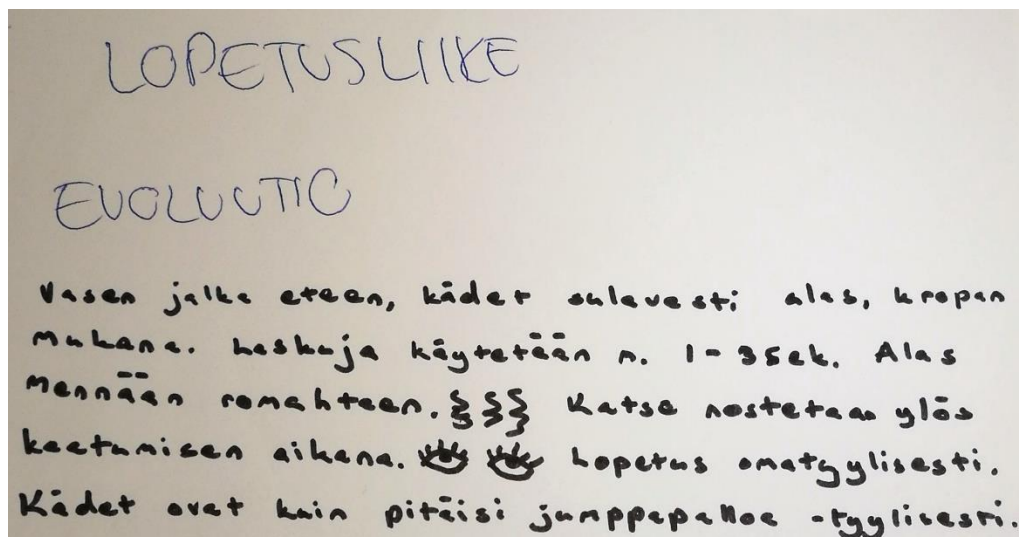 LOPETUSLIIKE
EVOLUUTIO
Vasen jalka eteen, kädet sulavesti alas, kropan
mukana. Laskuja käytetään n. 1-3sek. Alas
mennään romahteen. Katse nostetaan ylös
kaatumisen aikana. Lopetus omatyylisesti.
Kädet ovat kuin pitäisi jumppapalloa -tyylisesti.